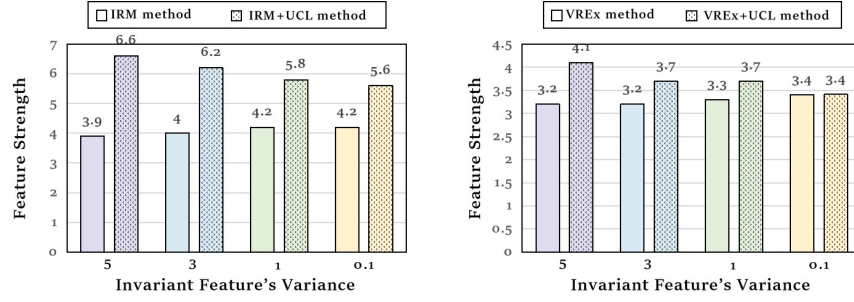 IRM method IRM+UCL method
7
6
5
4
3
2
1
0
Feature Strength
3.9 6.6 4 6.2 4.2 5.8 4.2 5.6
5 3 1 0.1
Invariant Feature's Variance
VREx method VREx+UCL method
4.5
4
3.5
3
2.5
2
1.5
1
0.5
0
Feature Strength
3.2 4.1 3.2 3.7 3.3 3.7 3.4 3.4
5 3 1 0.1
Invariant Feature's Variance